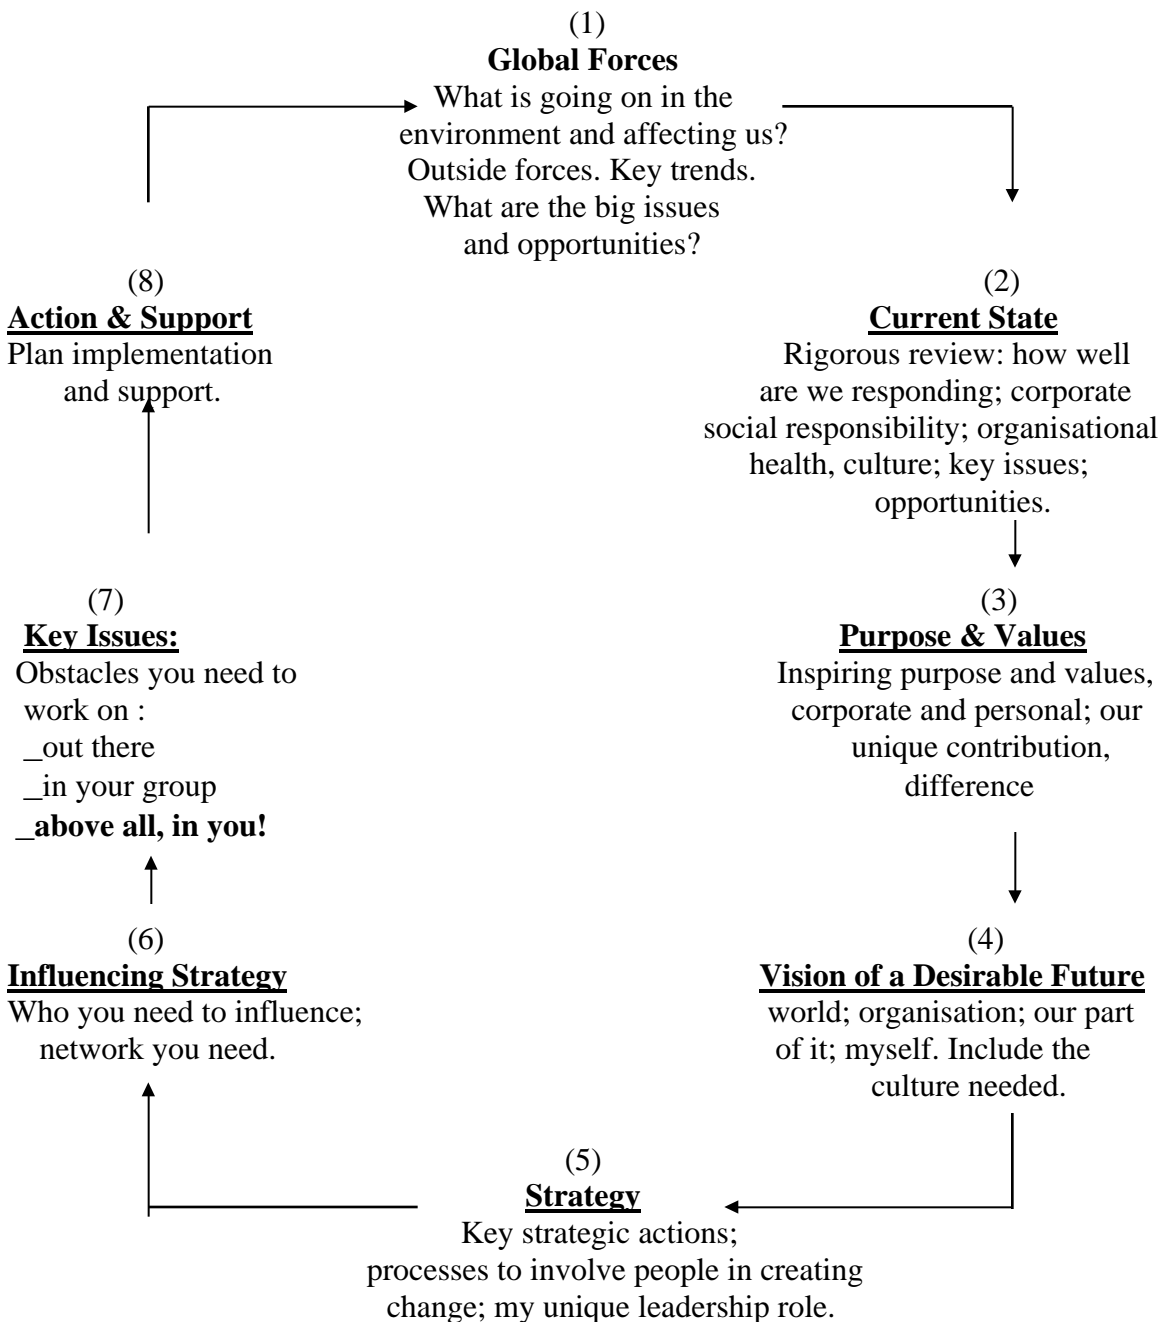 (1)
Global Forces
What is going on in the
environment and affecting us?
Outside forces. Key trends.
What are the big issues
and opportunities?
(2)
Current State
Rigorous review: how well
are we responding; corporate
social responsibility; organisational
health, culture; key issues;
opportunities.
(3)
Purpose & Values
Inspiring purpose and values,
corporate and personal; our
unique contribution,
difference
(4)
Vision of a Desirable Future
world; organisation; our part
of it; myself. Include the
culture needed.
(5)
Strategy
Key strategic actions;
processes to involve people in creating
change; my unique leadership role.
(6)
Influencing Strategy
Who you need to influence;
network you need.
(7)
Key Issues:
Obstacles you need to
work on :
_out there
_in your group
_above all, in you!
(8)
Action & Support
Plan implementation
and support.